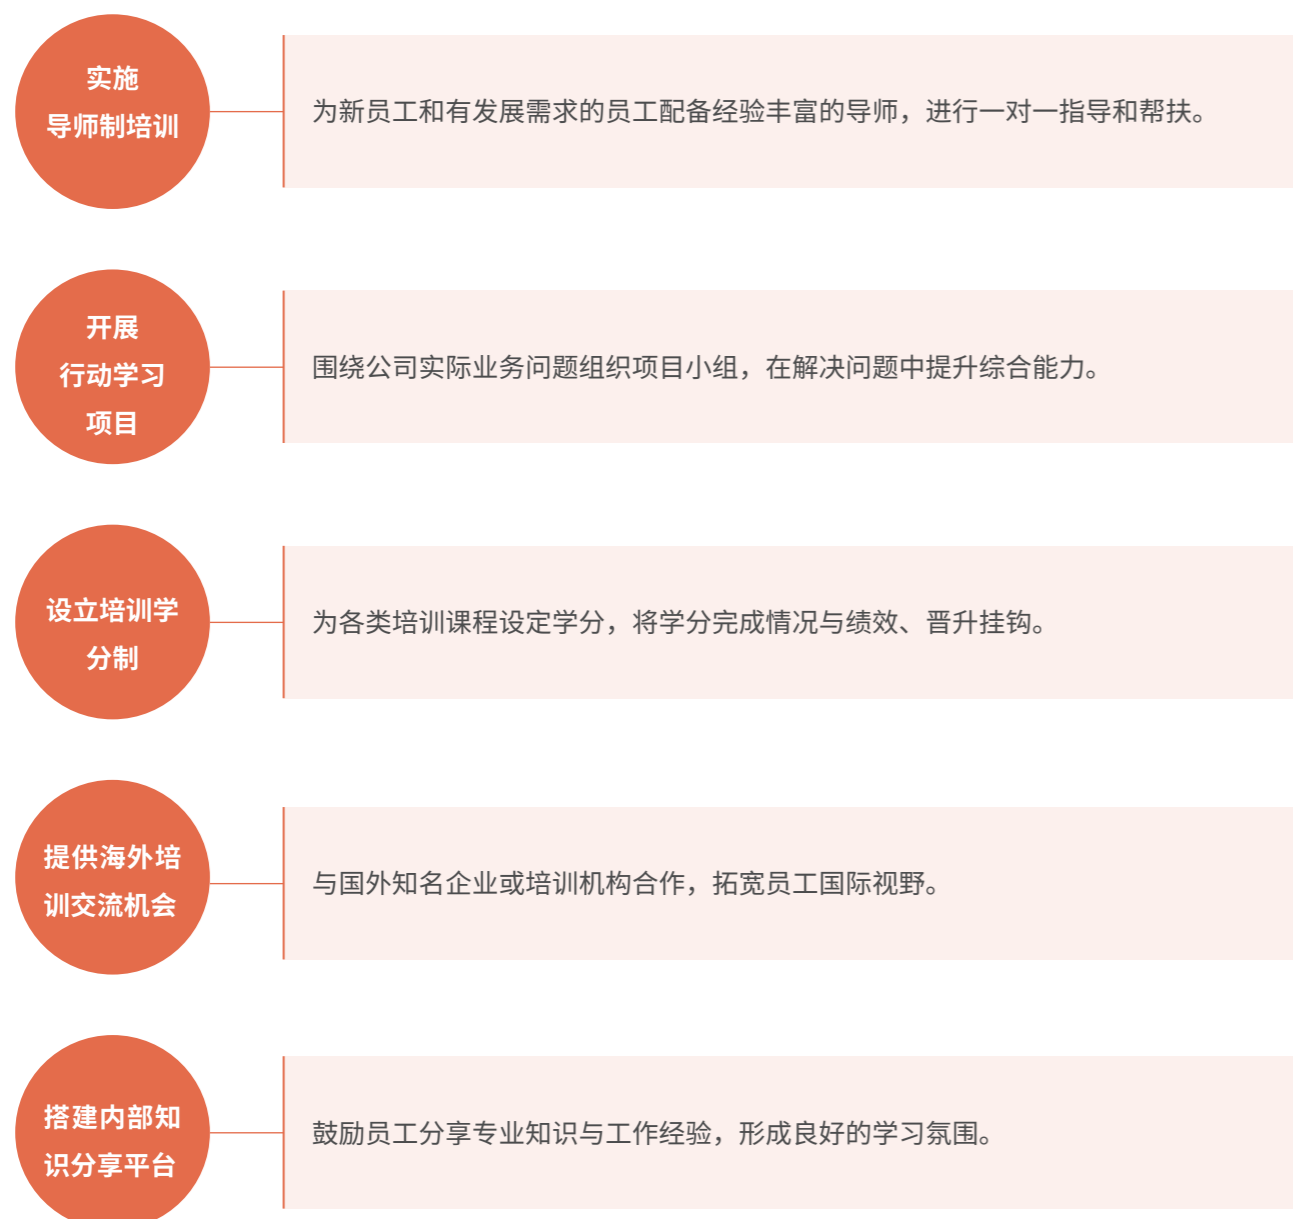 实施
导师制培训
为新员工和有发展需求的员工配备经验丰富的导师，进行一对一指导和帮扶。
开展
行动学习
项目
围绕公司实际业务问题组织项目小组，在解决问题中提升综合能力。
设立培训学
分制
为各类培训课程设定学分，将学分完成情况与绩效、晋升挂钩。
提供海外培
训交流机会
与国外知名企业或培训机构合作，拓宽员工国际视野。
搭建内部知
识分享平台
鼓励员工分享专业知识与工作经验，形成良好的学习氛围。